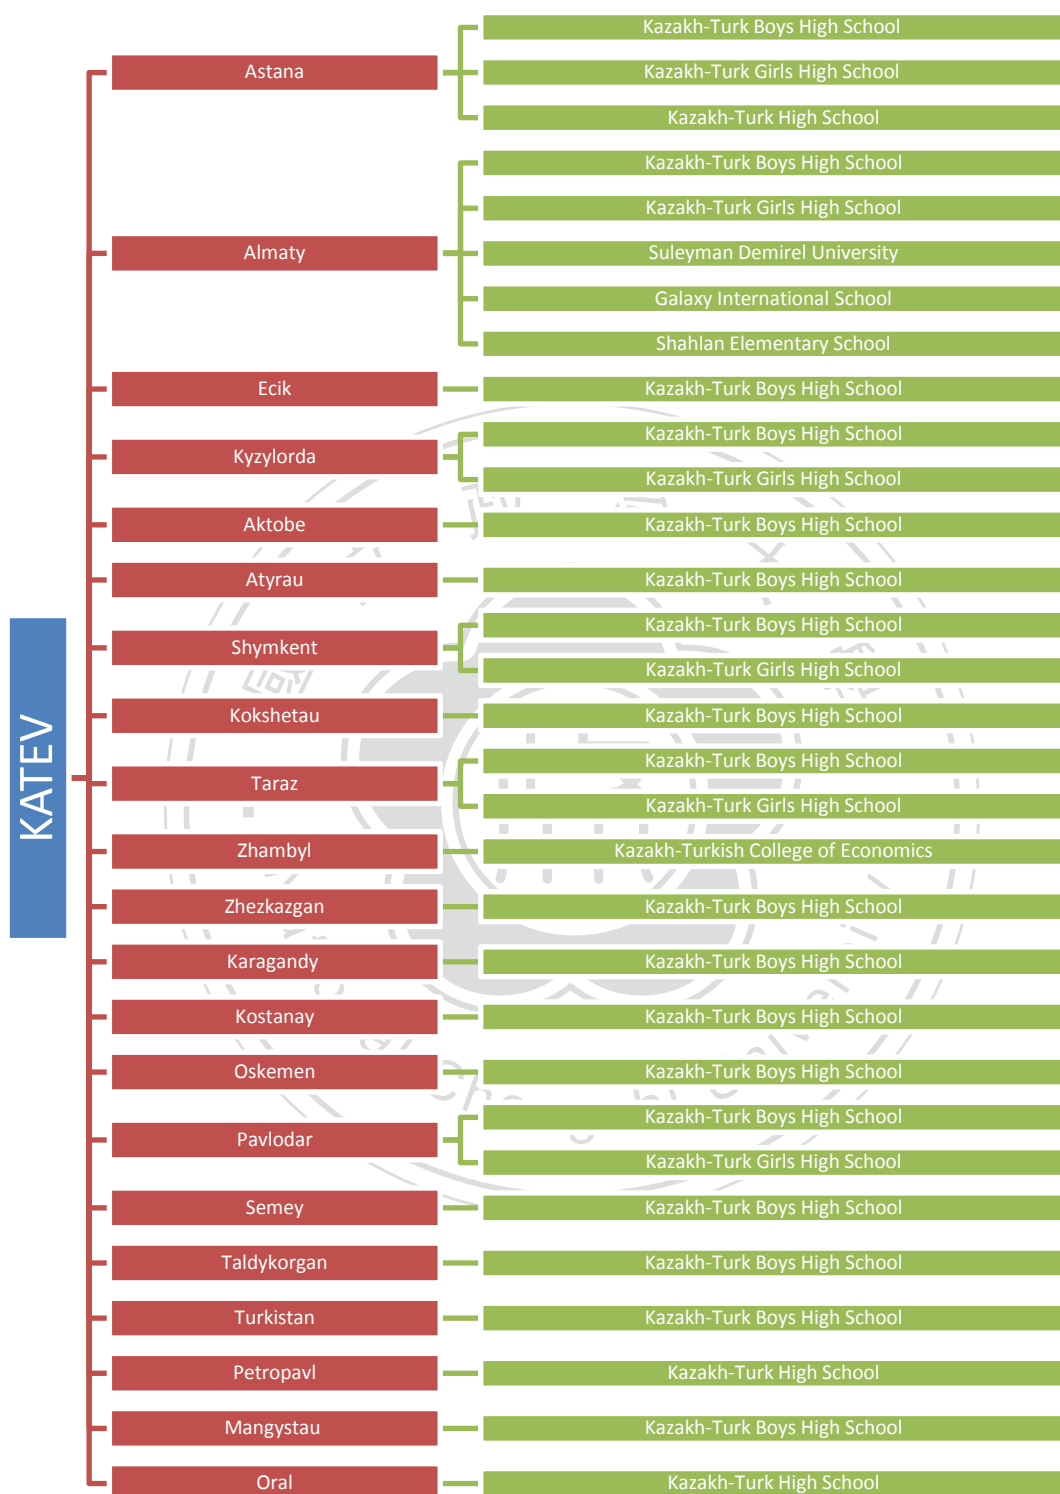 KATEV
Astana
Kazakh-Turk Boys High School
Kazakh-Turk Girls High School
Kazakh-Turk High School
Almaty
Kazakh-Turk Boys High School
Kazakh-Turk Girls High School
Suleyman Demirel University
Galaxy International School
Shahlan Elementary School
Ecik
Kazakh-Turk Boys High School
Kyzylorda
Kazakh-Turk Boys High School
Kazakh-Turk Girls High School
Aktobe
Kazakh-Turk Boys High School
Atyrau
Kazakh-Turk Boys High School
Shymkent
Kazakh-Turk Boys High School
Kazakh-Turk Girls High School
Kokshetau
Kazakh-Turk Boys High School
Taraz
Kazakh-Turk Boys High School
Kazakh-Turk Girls High School
Zhambyl
Kazakh-Turkish College of Economics
Zhezkazgan
Kazakh-Turk Boys High School
Karagandy
Kazakh-Turk Boys High School
Kostanay
Kazakh-Turk Boys High School
Oskemen
Kazakh-Turk Boys High School
Pavlodar
Kazakh-Turk Boys High School
Kazakh-Turk Girls High School
Semey
Kazakh-Turk Boys High School
Taldykorgan
Kazakh-Turk Boys High School
Turkistan
Kazakh-Turk Boys High School
Petropavl
Kazakh-Turk High School
Mangystau
Kazakh-Turk Boys High School
Oral
Kazakh-Turk High School